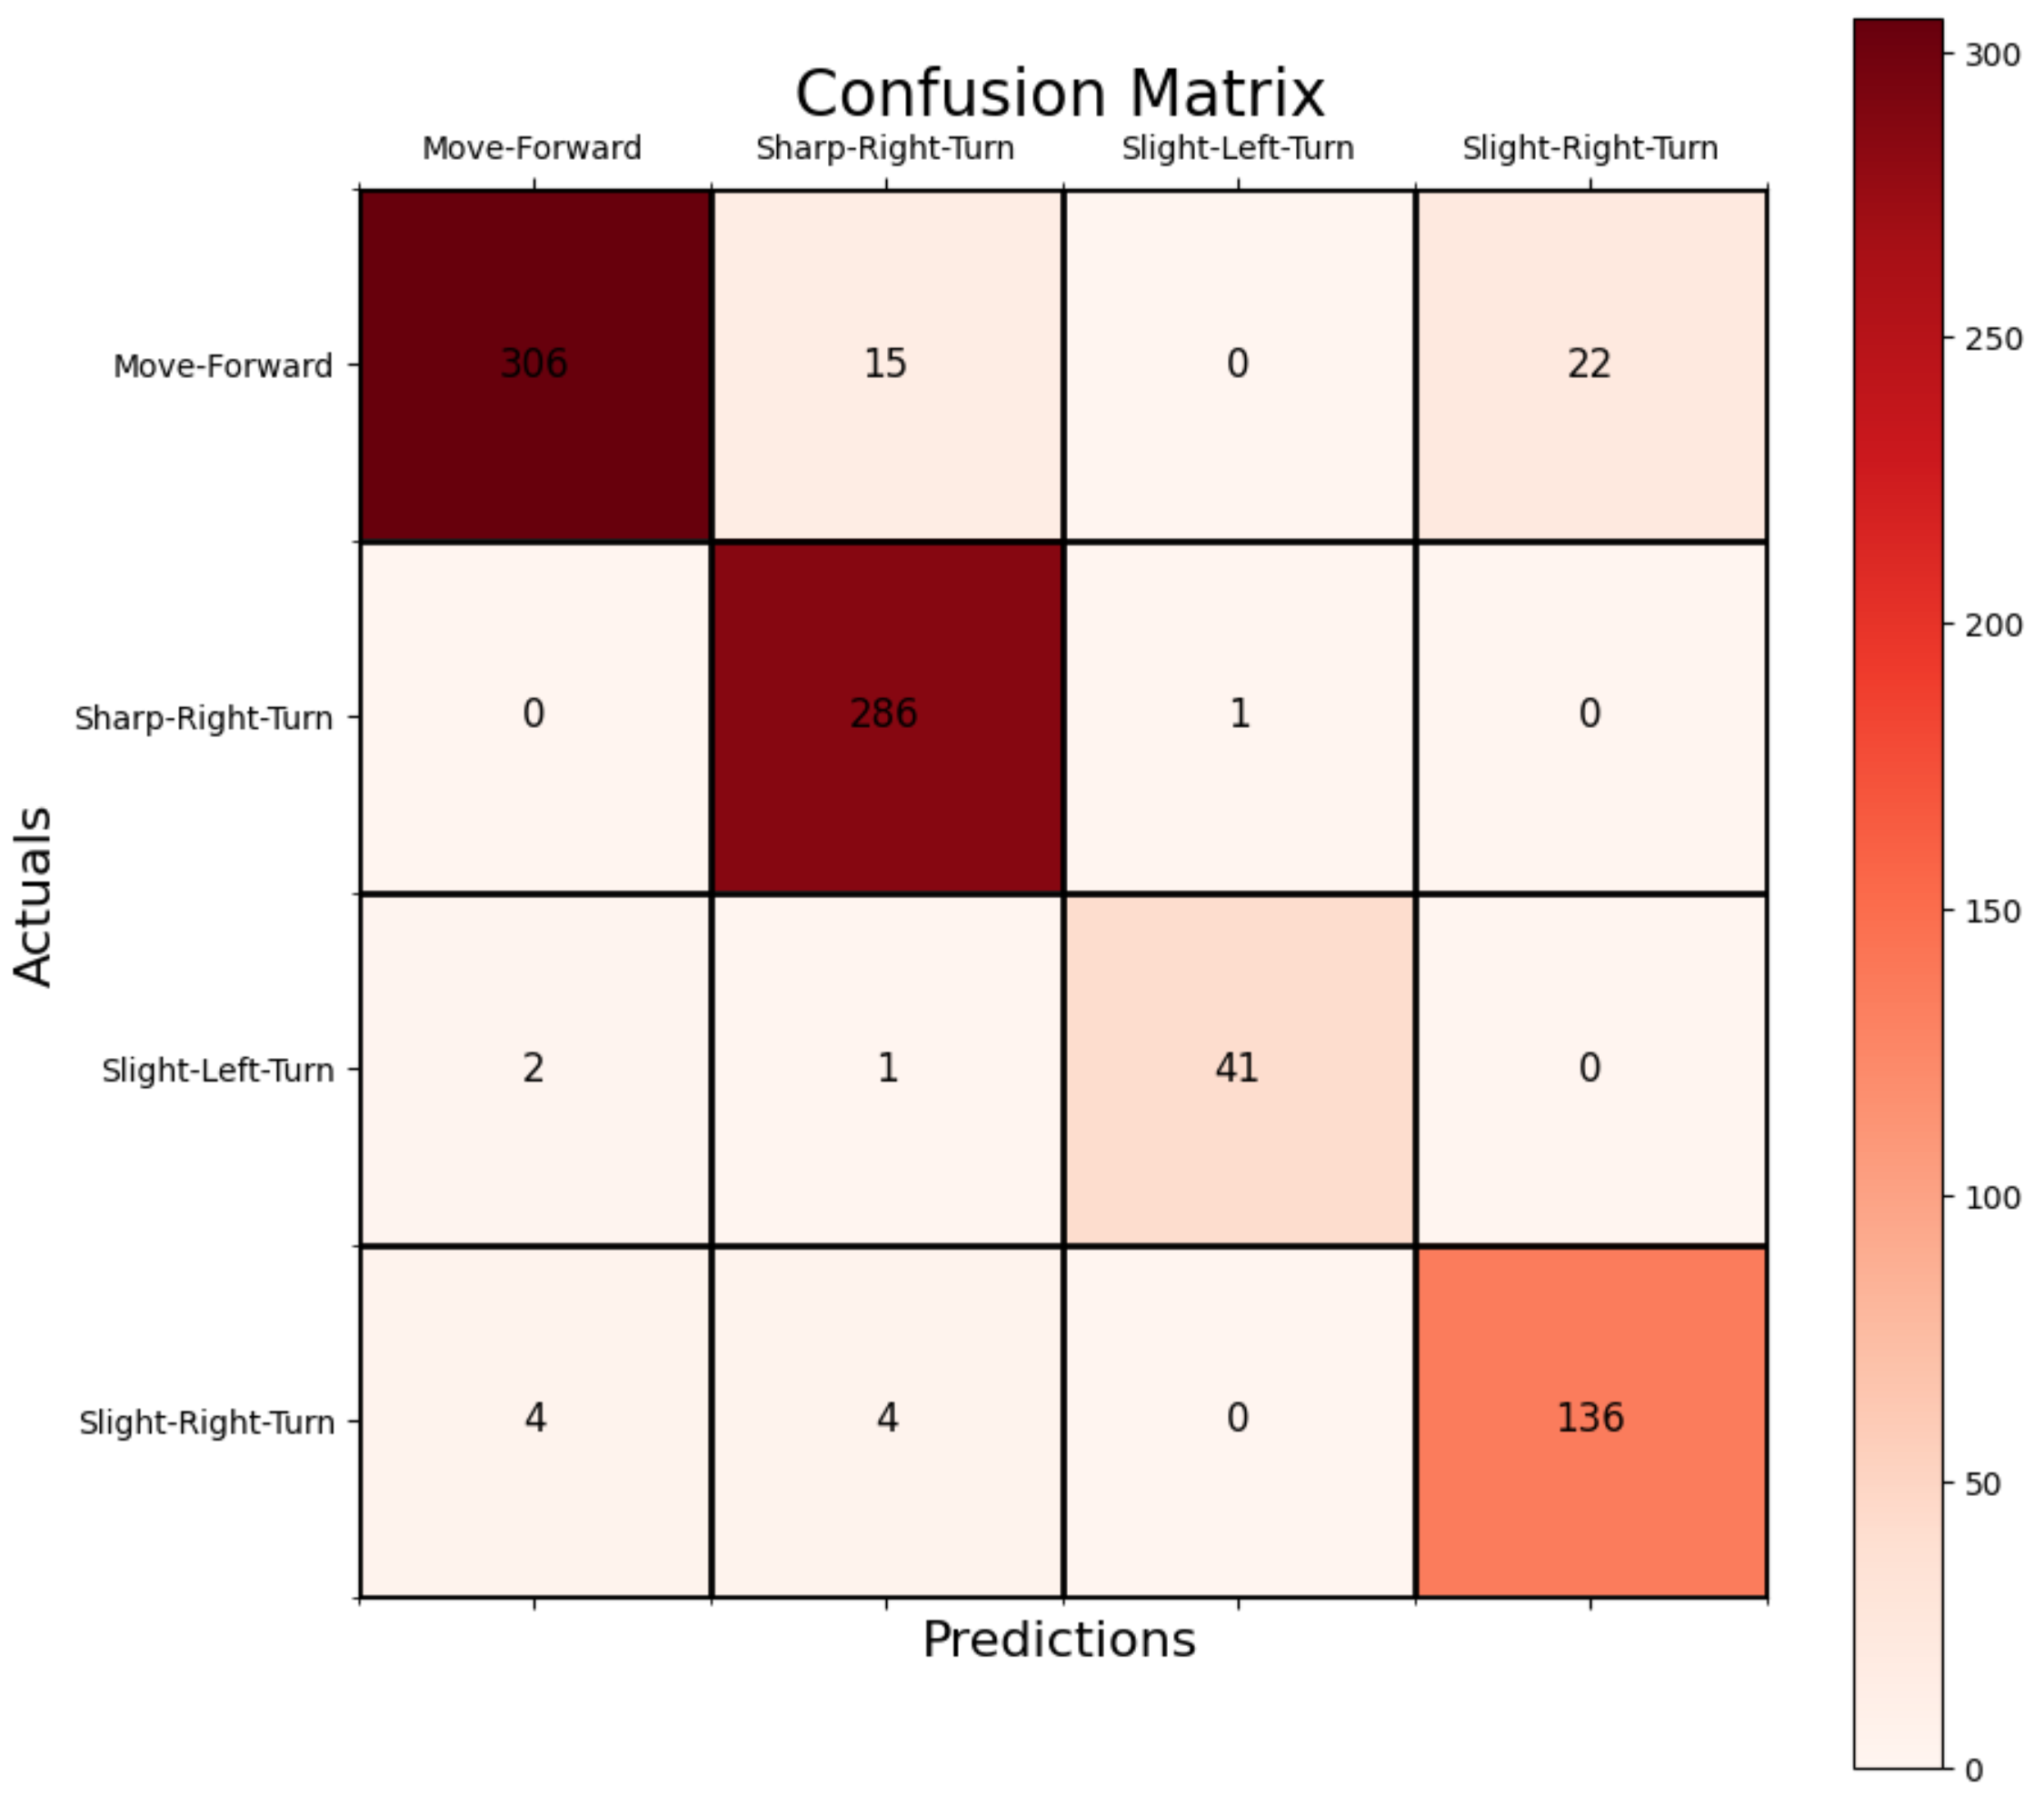 Confusion Matrix
Move-Forward Sharp-Right-Turn Slight-Left-Turn Slight-Right-Turn
Move-Forward 306 15 0 22
Sharp-Right-Turn 0 286 1 0
Slight-Left-Turn 2 1 41 0
Slight-Right-Turn 4 4 0 136
Actuals
Predictions
300
250
200
150
100
50
0